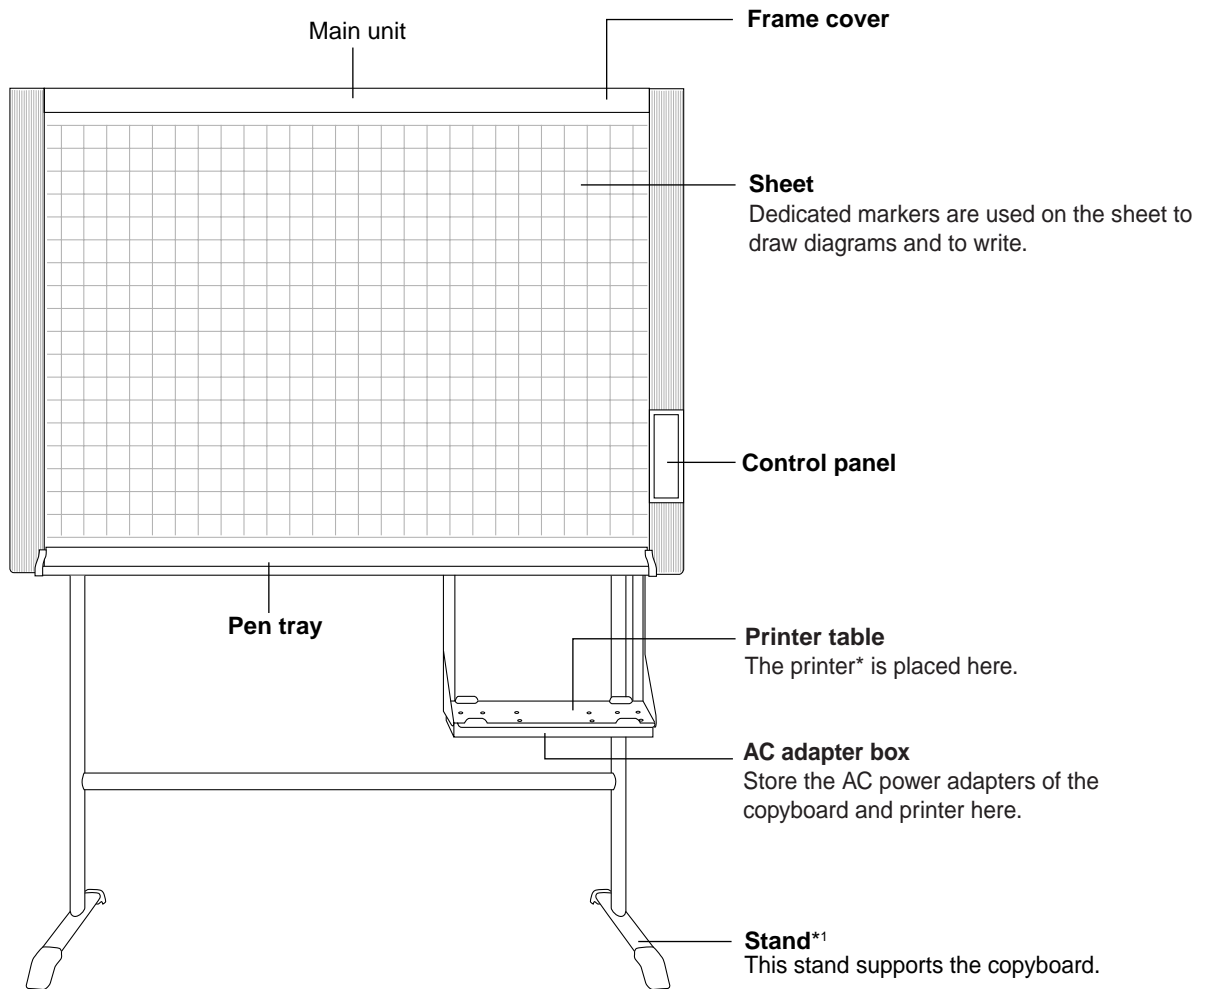 Main unit
Frame cover
Sheet
Dedicated markers are used on the sheet to
draw diagrams and to write.
Control panel
Pen tray
Printer table
The printer* is placed here.
AC adapter box
Store the AC power adapters of the
copyboard and printer here.
Stand*1
This stand supports the copyboard.